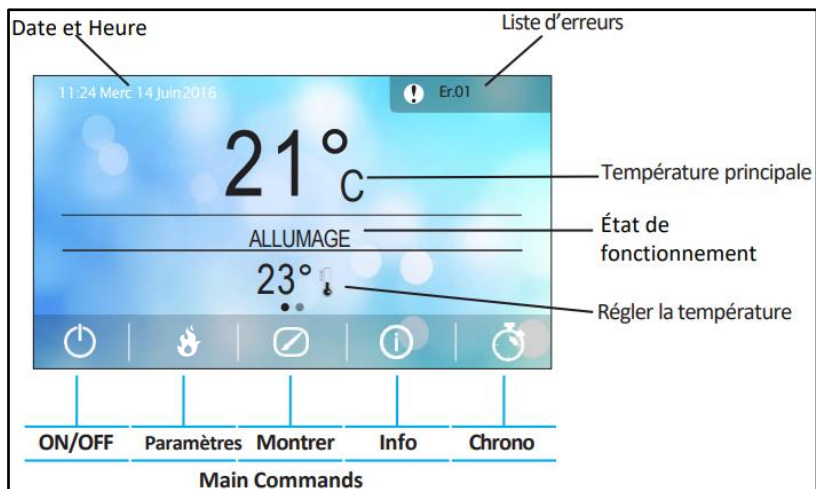 Date et Heure
Liste d'erreurs
11:24 Merc 14 Juin 2016
Er.01
21°C
Température principale
ALLUMAGE
État de
fonctionnement
23°
Régler la température
ON/OFF Paramètres Montrer Info Chrono
Main Commands